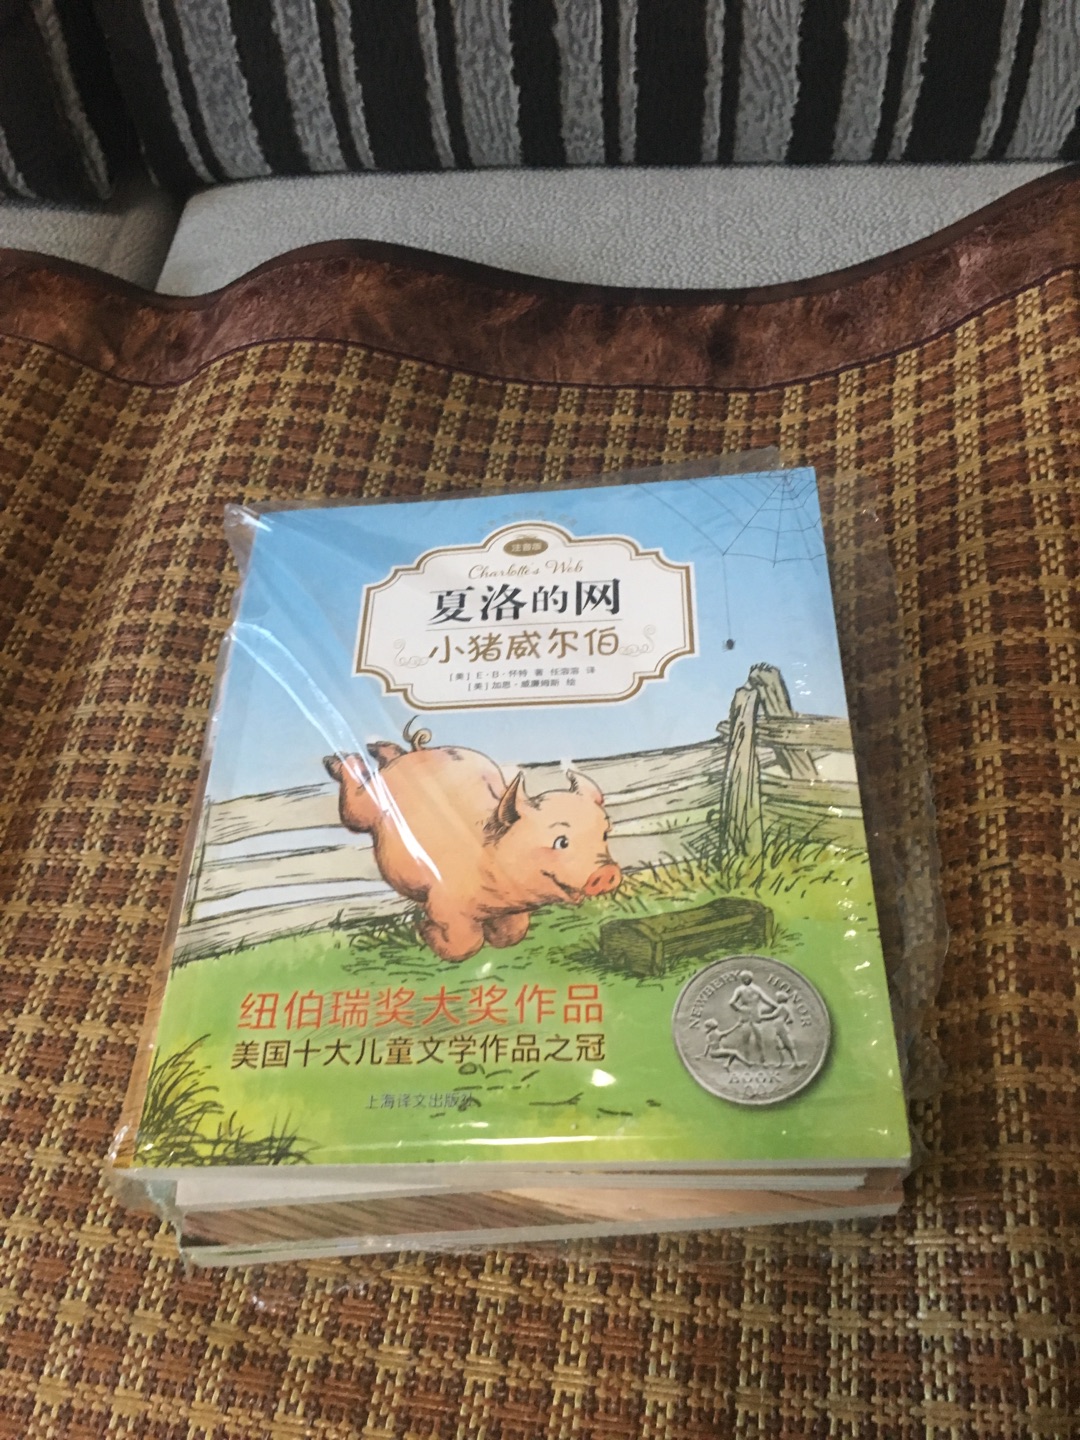 注音版
Charlotte's Web
夏洛的网
小猪威尔伯
[美] E·B·怀特 著 任溶溶 译
[美] 加思·威廉姆斯 绘
纽伯瑞奖大奖作品
美国十大儿童文学作品之冠
NEWBERY HONOR
BOOK
上海译文出版社